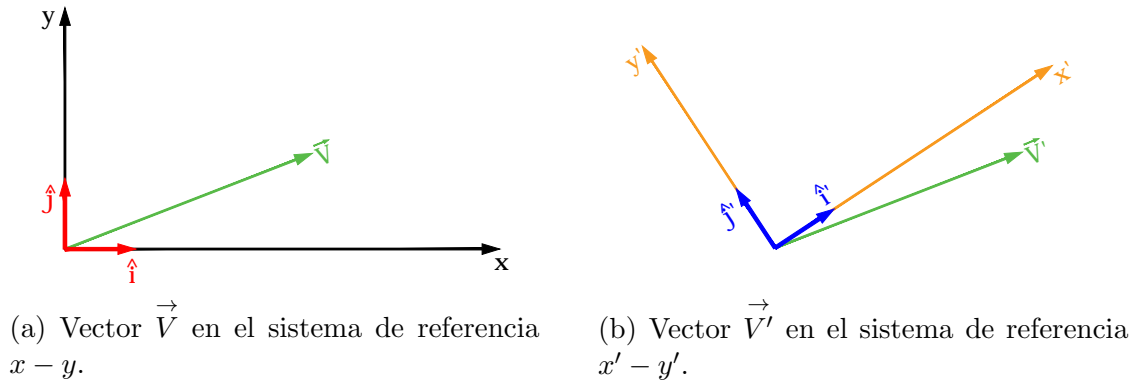 y
V⃗
ĵ
î
x
y'
x'
V⃗'
î'
ĵ'
(a) Vector V⃗ en el sistema de referencia
x − y.
(b) Vector V⃗′ en el sistema de referencia
x′ − y′.